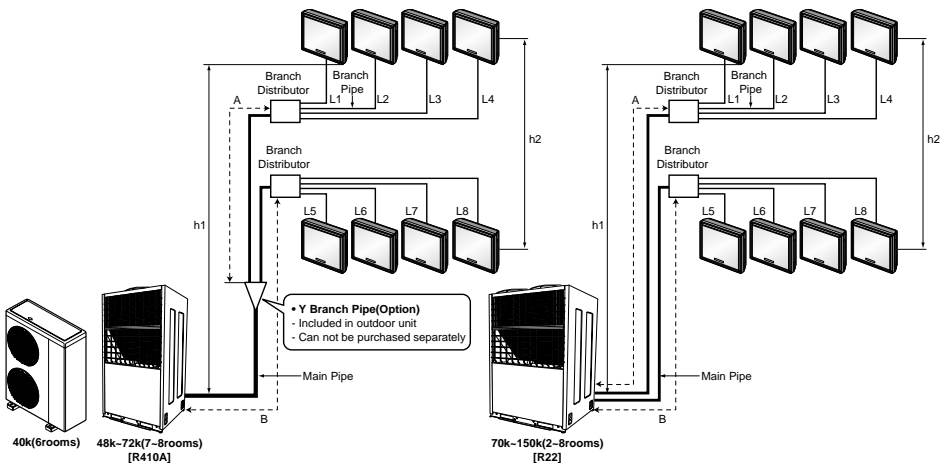 Branch
Distributor
A
L1
Branch
Pipe
L2
L3
L4
h2
Branch
Distributor
h1
L5
L6
L7
L8
• Y Branch Pipe(Option)
- Included in outdoor unit
- Can not be purchased separately
Main Pipe
B
40k(6rooms)
48k~72k(7~8rooms)
[R410A]
Branch
Distributor
A
L1
Branch
Pipe
L2
L3
L4
h2
Branch
Distributor
h1
L5
L6
L7
L8
Main Pipe
B
70k~150k(2~8rooms)
[R22]